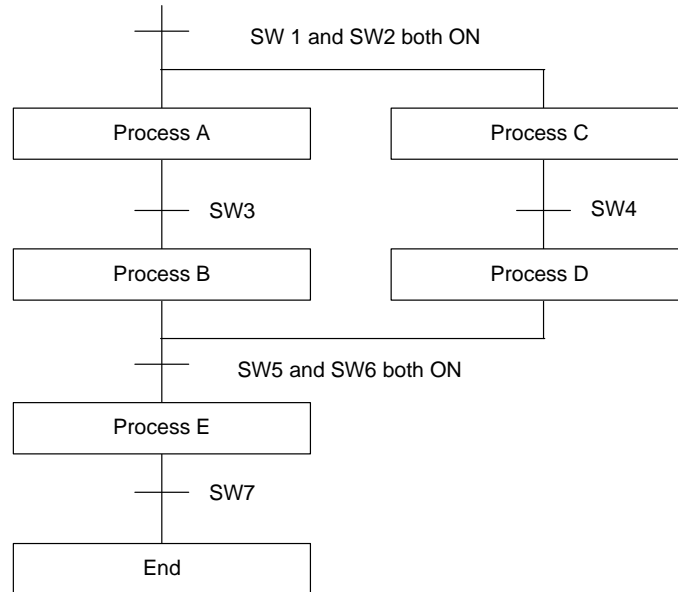 SW 1 and SW2 both ON
Process A
Process C
SW3
SW4
Process B
Process D
SW5 and SW6 both ON
Process E
SW7
End